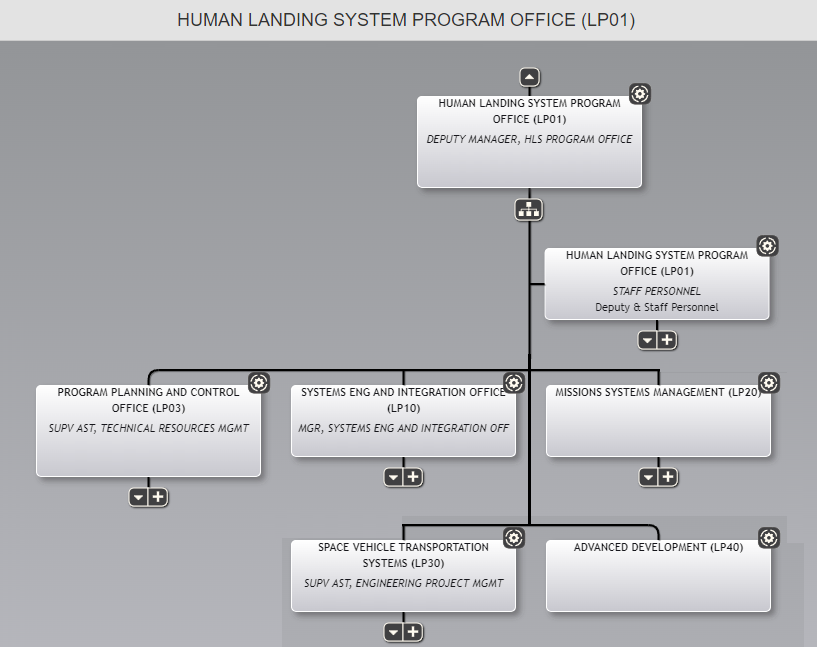 HUMAN LANDING SYSTEM PROGRAM OFFICE (LP01)
HUMAN LANDING SYSTEM PROGRAM
OFFICE (LP01)
DEPUTY MANAGER, HLS PROGRAM OFFICE
HUMAN LANDING SYSTEM PROGRAM
OFFICE (LP01)
STAFF PERSONNEL
Deputy & Staff Personnel
PROGRAM PLANNING AND CONTROL
OFFICE (LP03)
SUPV AST, TECHNICAL RESOURCES MGMT
SYSTEMS ENG AND INTEGRATION OFFICE
(LP10)
MGR, SYSTEMS ENG AND INTEGRATION OFF
MISSIONS SYSTEMS MANAGEMENT (LP20)
SPACE VEHICLE TRANSPORTATION
SYSTEMS (LP30)
SUPV AST, ENGINEERING PROJECT MGMT
ADVANCED DEVELOPMENT (LP40)